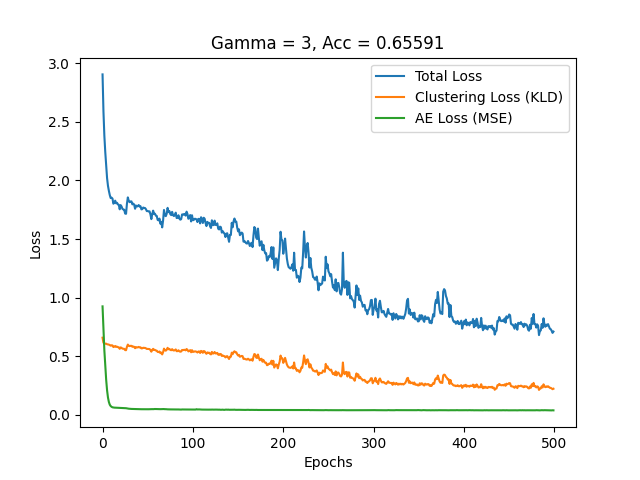 Gamma = 3, Acc = 0.65591
Total Loss
Clustering Loss (KLD)
AE Loss (MSE)
3.0
2.5
2.0
1.5
1.0
0.5
0.0
Loss
0 100 200 300 400 500
Epochs